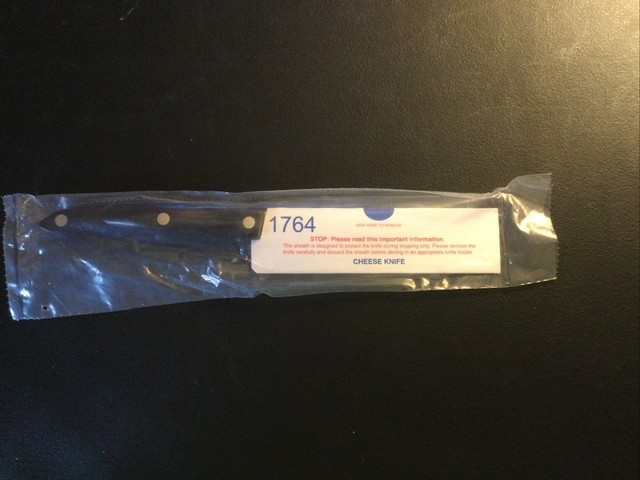 1764
STOP: Please read this important information.
The sheath is designed to protect the knife during shipping only. Please remove the
knife carefully and discard the sheath before storing in an appropriate knife holder.
CHEESE KNIFE